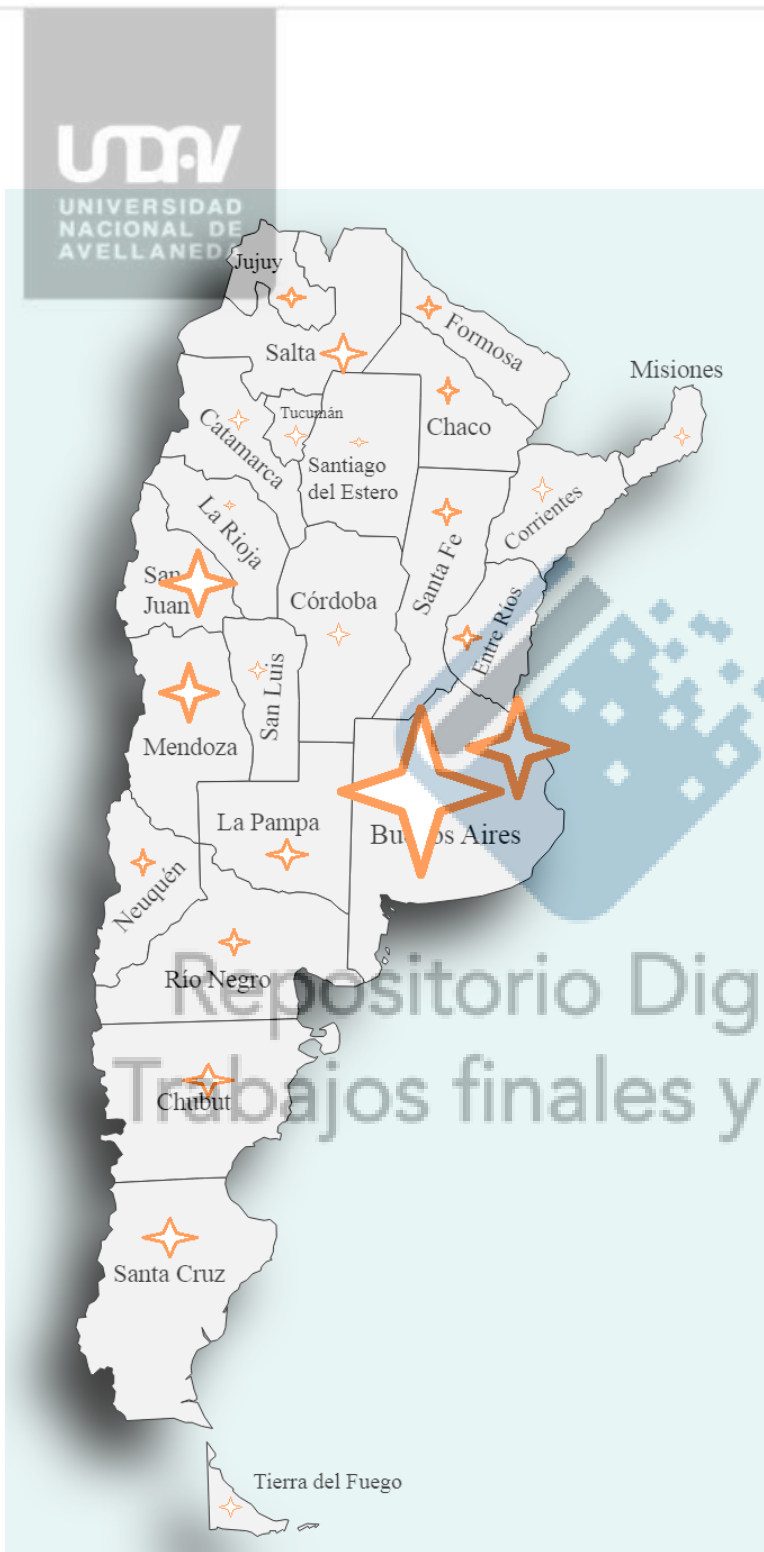 UNDAV
UNIVERSIDAD
NACIONAL DE
AVELLANEDA
Jujuy
Formosa
Salta
Misiones
Tucumán
Catamarca
Chaco
Santiago
del Estero
La Rioja
Corrientes
Santa Fe
San
Juan
Córdoba
Entre Ríos
San Luis
Mendoza
La Pampa
Buenos Aires
Neuquén
Río Negro
Repositorio Dig
Chubut
Trabajos finales y
Santa Cruz
Tierra del Fuego